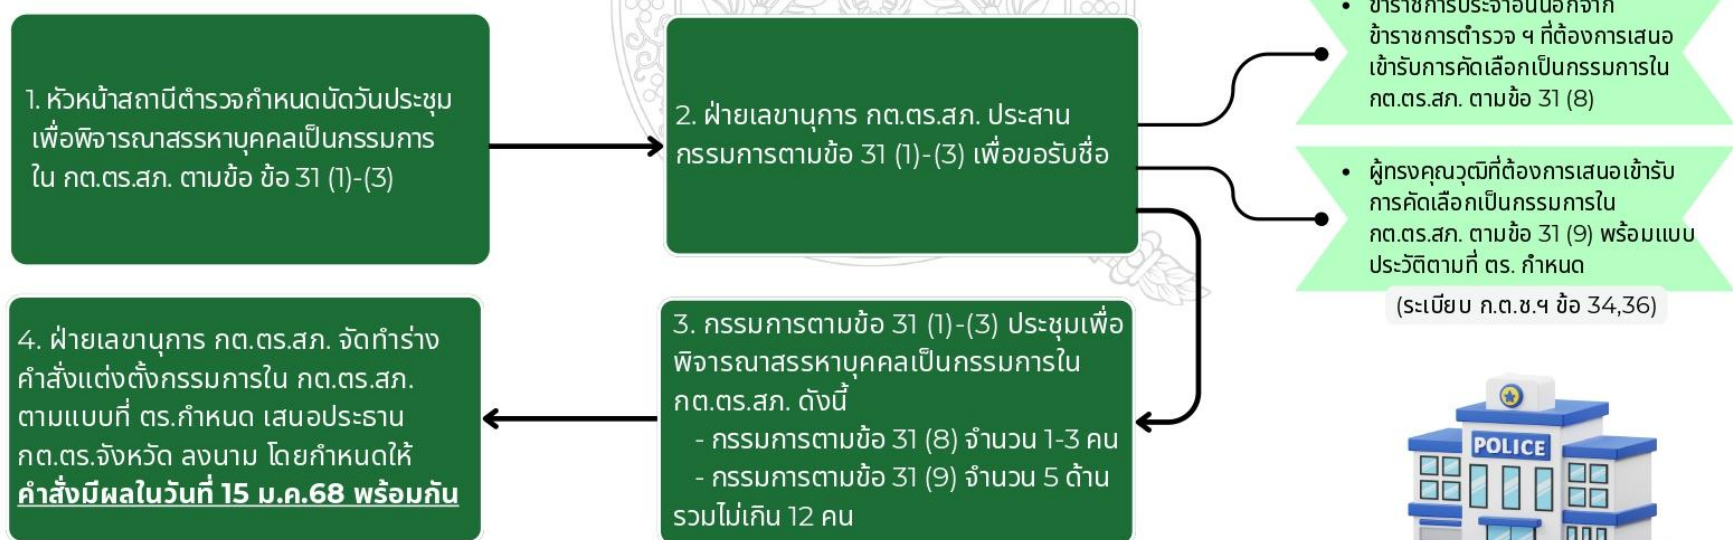 1. หัวหน้าสถานีตำรวจกำหนดนัดวันประชุม
เพื่อพิจารณาสรรหาบุคคลเป็นกรรมการ
ใน กต.ตร.สภ. ตามข้อ ข้อ 31 (1)-(3)
2. ฝ่ายเลขานุการ กต.ตร.สภ. ประสาน
กรรมการตามข้อ 31 (1)-(3) เพื่อขอรับชื่อ
• ข้าราชการประจำอื่นนอกจาก
ข้าราชการตำรวจ ฯ ที่ต้องการเสนอ
เข้ารับการคัดเลือกเป็นกรรมการใน
กต.ตร.สภ. ตามข้อ 31 (8)
• ผู้ทรงคุณวุฒิที่ต้องการเสนอเข้ารับ
การคัดเลือกเป็นกรรมการใน
กต.ตร.สภ. ตามข้อ 31 (9) พร้อมแบบ
ประวัติตามที่ ตร. กำหนด
(ระเบียบ ก.ต.ช.ฯ ข้อ 34,36)
3. กรรมการตามข้อ 31 (1)-(3) ประชุมเพื่อ
พิจารณาสรรหาบุคคลเป็นกรรมการใน
กต.ตร.สภ. ดังนี้
- กรรมการตามข้อ 31 (8) จำนวน 1-3 คน
- กรรมการตามข้อ 31 (9) จำนวน 5 ด้าน
รวมไม่เกิน 12 คน
4. ฝ่ายเลขานุการ กต.ตร.สภ. จัดทำร่าง
คำสั่งแต่งตั้งกรรมการใน กต.ตร.สภ.
ตามแบบที่ ตร.กำหนด เสนอประธาน
กต.ตร.จังหวัด ลงนาม โดยกำหนดให้
คำสั่งมีผลในวันที่ 15 ม.ค.68 พร้อมกัน
POLICE